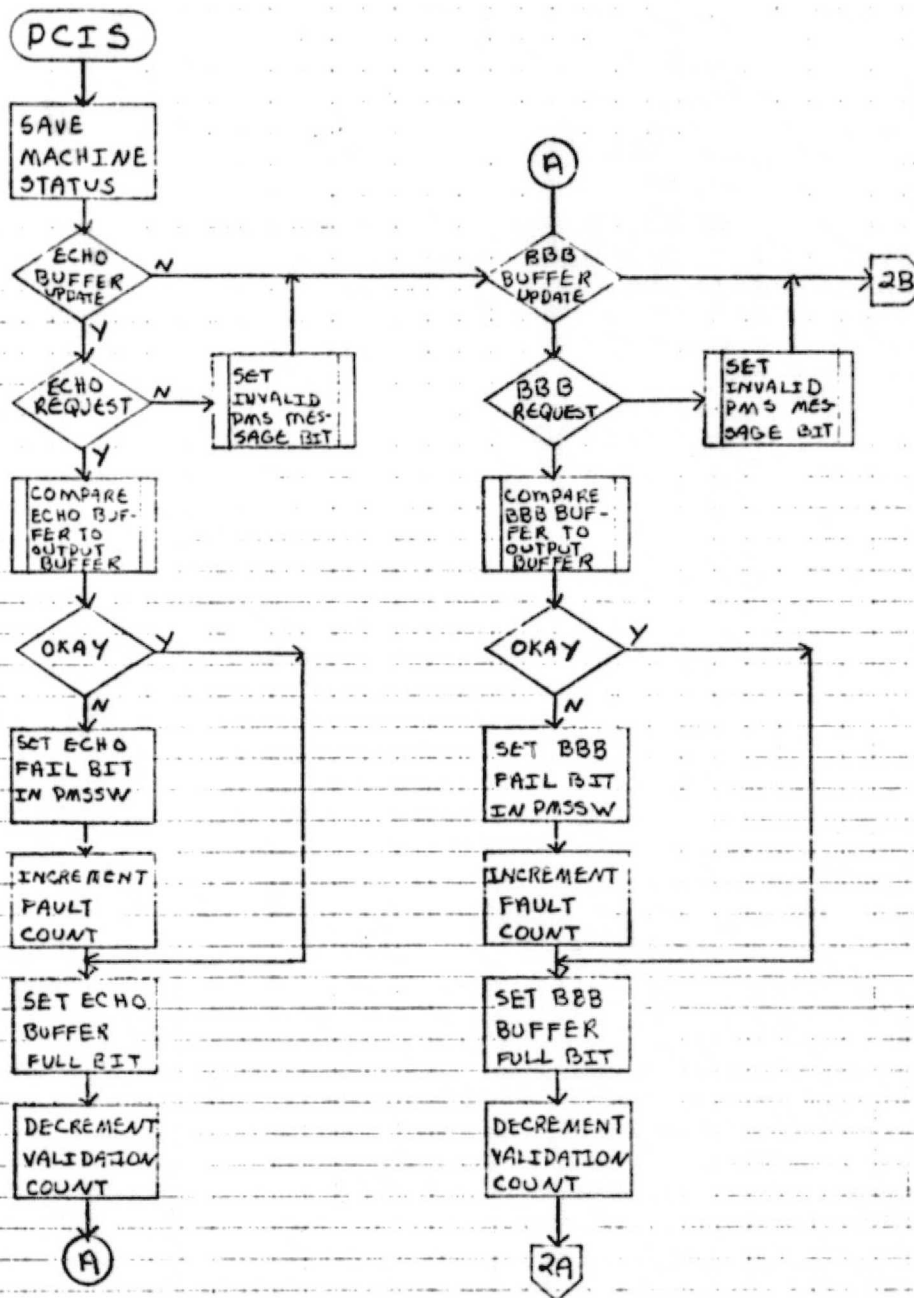 PCIS
SAVE
MACHINE
STATUS
ECHO
BUFFER
UPDATE
N
Y
ECHO
REQUEST
N
Y
SET
INVALID
PMS MES-
SAGE BIT
COMPARE
ECHO BUF-
FER TO
OUTPUT
BUFFER
OKAY
Y
N
SET ECHO
FAIL BIT
IN PMSSW
INCREMENT
FAULT
COUNT
SET ECHO
BUFFER
FULL BIT
DECREMENT
VALIDATION
COUNT
A
A
BBB
BUFFER
UPDATE
2B
BBB
REQUEST
SET
INVALID
PMS MES-
SAGE BIT
COMPARE
BBB BUF-
FER TO
OUTPUT
BUFFER
OKAY
Y
N
SET BBB
FAIL BIT
IN PMSSW
INCREMENT
FAULT
COUNT
SET BBB
BUFFER
FULL BIT
DECREMENT
VALIDATION
COUNT
2A